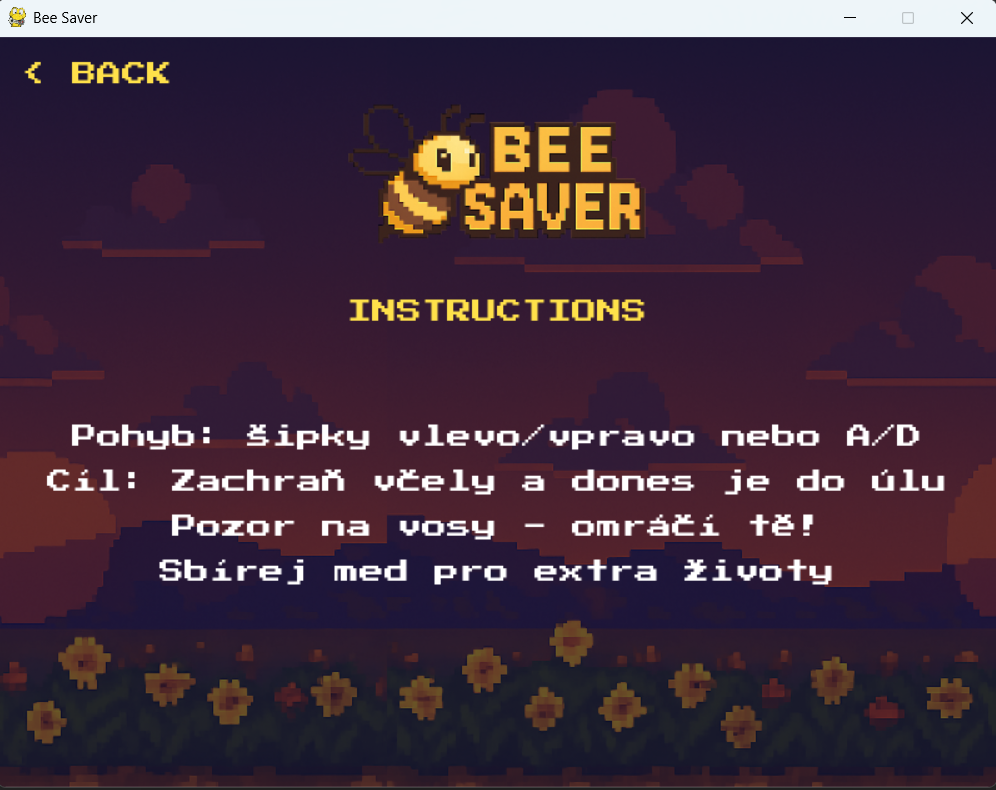 Bee Saver
< BACK
BEE
SAVER
INSTRUCTIONS
Pohyb: šipky vlevo/vpravo nebo A/D
Cíl: Zachraň včely a dones je do úlu
Pozor na vosy - omráčí tě!
Sbírej med pro extra životy